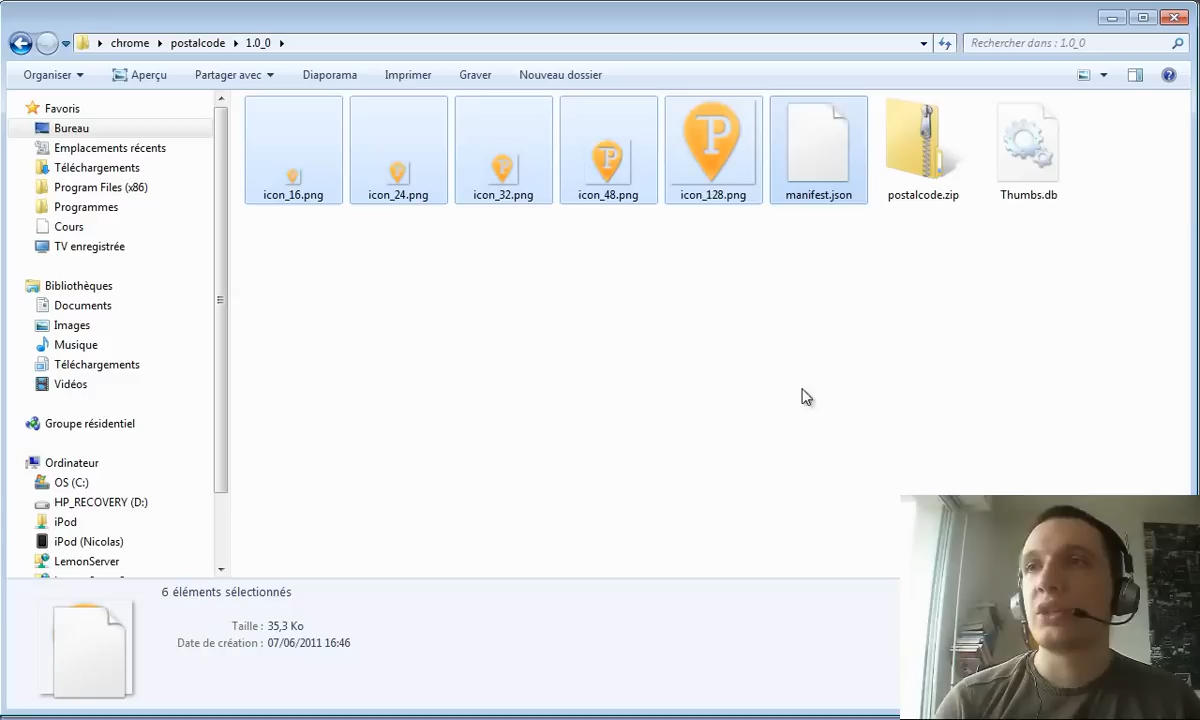 chrome postalcode 1.0_0
Rechercher dans : 1.0_0
Organiser Aperçu Partager avec Diaporama Imprimer Graver Nouveau dossier
Favoris
Bureau
Emplacements récents
Téléchargements
Program Files (x86)
Programmes
Cours
TV enregistrée
Bibliothèques
Documents
Images
Musique
Téléchargements
Vidéos
Groupe résidentiel
Ordinateur
OS (C:)
HP_RECOVERY (D:)
iPod
iPod (Nicolas)
LemonServer
P P P
icon_16.png icon_24.png icon_32.png icon_48.png icon_128.png manifest.json postalcode.zip Thumbs.db
6 éléments sélectionnés
Taille : 35,3 Ko
Date de création : 07/06/2011 16:46